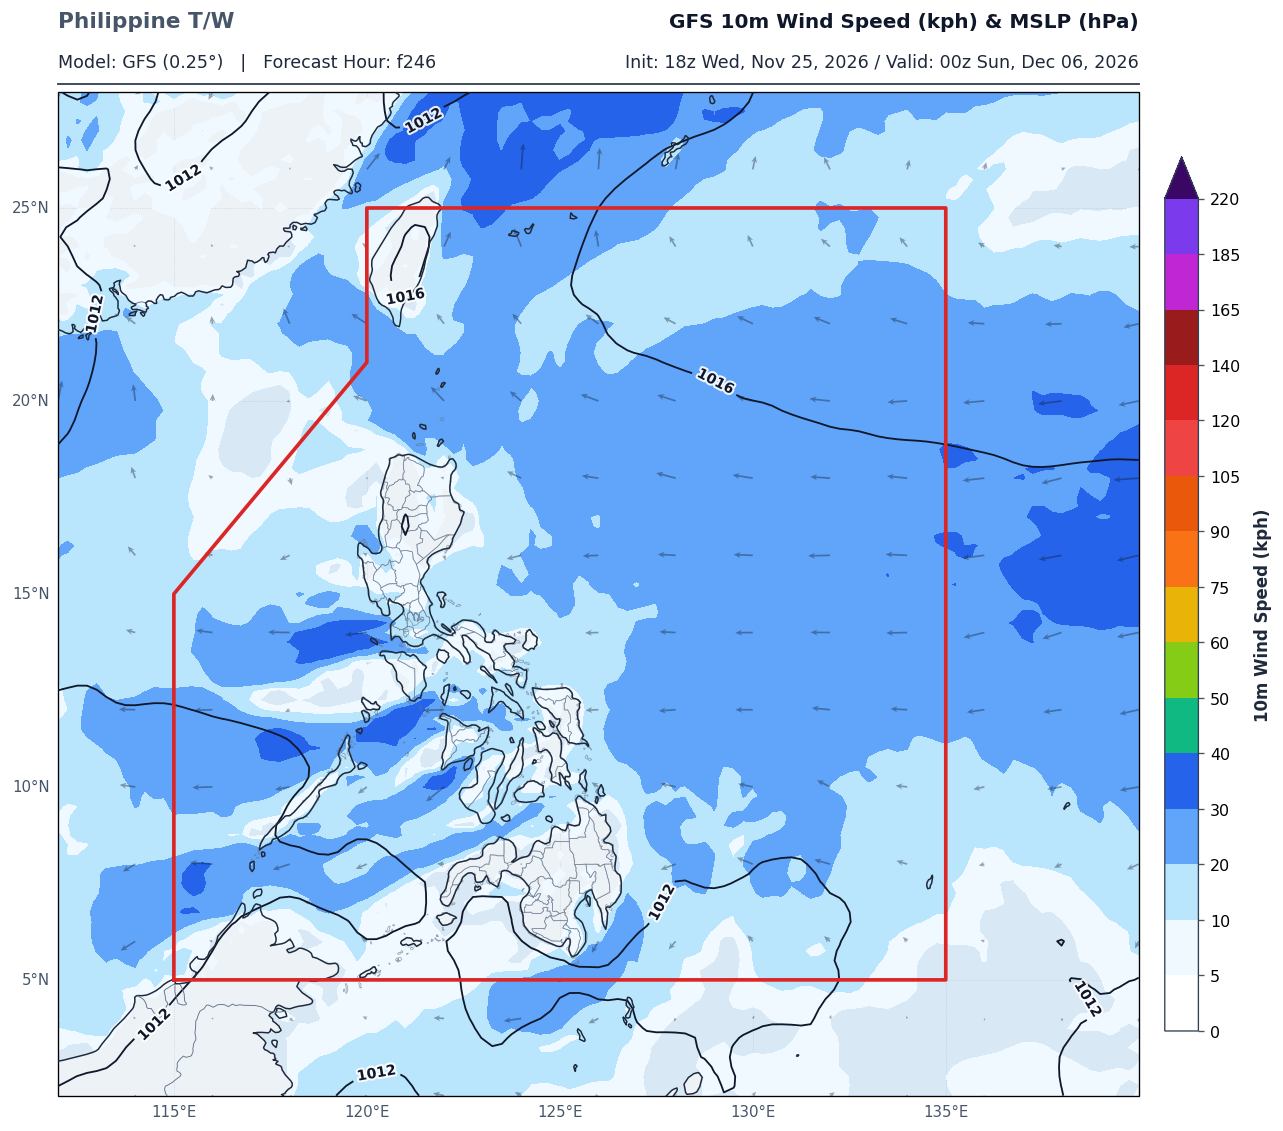 Philippine T/W
GFS 10m Wind Speed (kph) & MSLP (hPa)
Model: GFS (0.25°) | Forecast Hour: f246
Init: 18z Wed, Nov 25, 2026 / Valid: 00z Sun, Dec 06, 2026
1012
1012
1012
1016
1016
1012
1012
1012
1012
25°N
20°N
15°N
10°N
5°N
115°E
120°E
125°E
130°E
135°E
220
185
165
140
120
105
90
75
60
50
40
30
20
10
5
0
10m Wind Speed (kph)